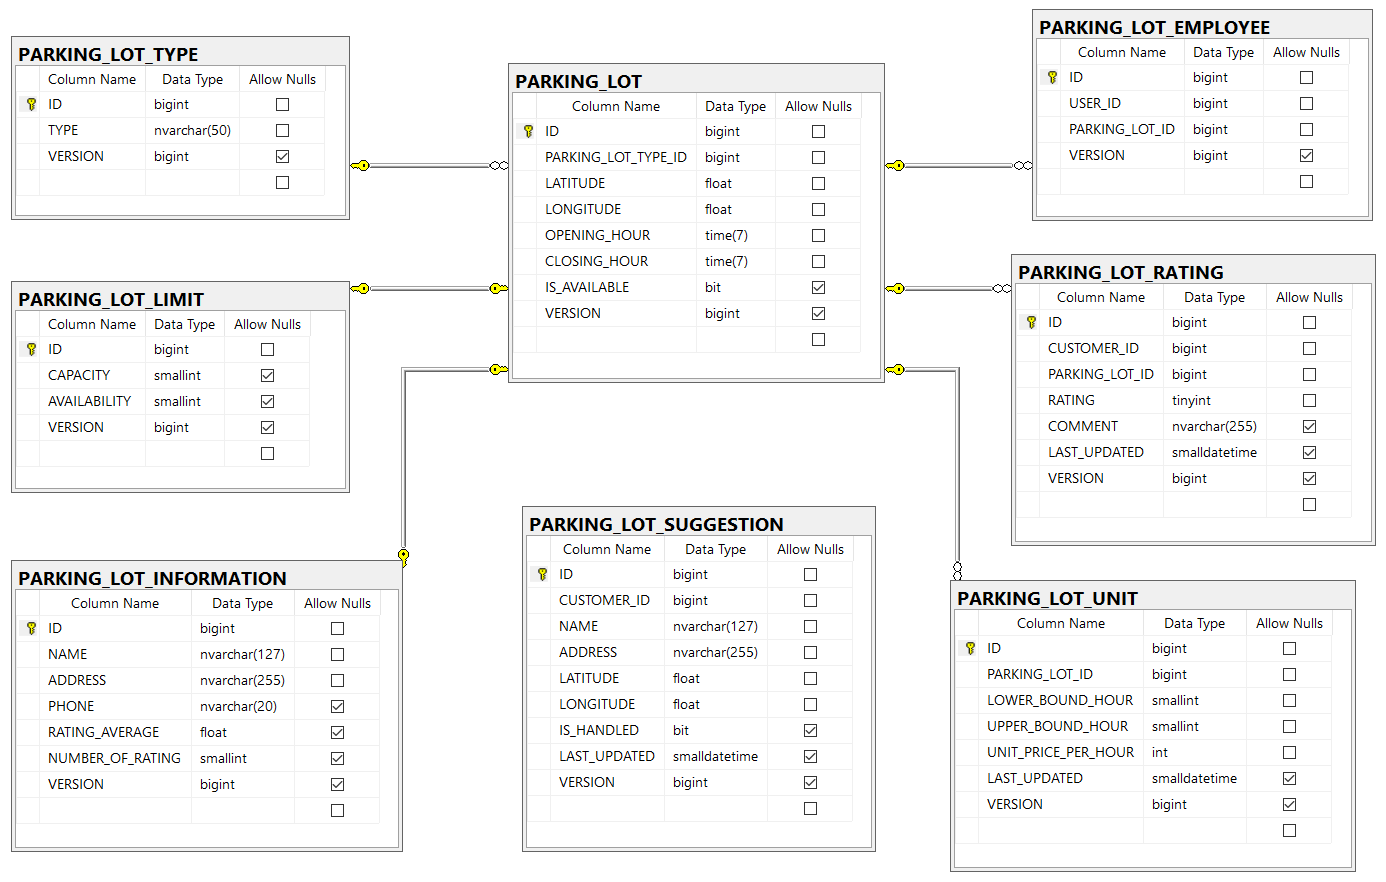 PARKING_LOT_TYPE
Column Name Data Type Allow Nulls
ID bigint
TYPE nvarchar(50)
VERSION bigint
PARKING_LOT_LIMIT
Column Name Data Type Allow Nulls
ID bigint
CAPACITY smallint
AVAILABILITY smallint
VERSION bigint
PARKING_LOT_INFORMATION
Column Name Data Type Allow Nulls
ID bigint
NAME nvarchar(127)
ADDRESS nvarchar(255)
PHONE nvarchar(20)
RATING_AVERAGE float
NUMBER_OF_RATING smallint
VERSION bigint
PARKING_LOT
Column Name Data Type Allow Nulls
ID bigint
PARKING_LOT_TYPE_ID bigint
LATITUDE float
LONGITUDE float
OPENING_HOUR time(7)
CLOSING_HOUR time(7)
IS_AVAILABLE bit
VERSION bigint
PARKING_LOT_SUGGESTION
Column Name Data Type Allow Nulls
ID bigint
CUSTOMER_ID bigint
NAME nvarchar(127)
ADDRESS nvarchar(255)
LATITUDE float
LONGITUDE float
IS_HANDLED bit
LAST_UPDATED smalldatetime
VERSION bigint
PARKING_LOT_EMPLOYEE
Column Name Data Type Allow Nulls
ID bigint
USER_ID bigint
PARKING_LOT_ID bigint
VERSION bigint
PARKING_LOT_RATING
Column Name Data Type Allow Nulls
ID bigint
CUSTOMER_ID bigint
PARKING_LOT_ID bigint
RATING tinyint
COMMENT nvarchar(255)
LAST_UPDATED smalldatetime
VERSION bigint
PARKING_LOT_UNIT
Column Name Data Type Allow Nulls
ID bigint
PARKING_LOT_ID bigint
LOWER_BOUND_HOUR smallint
UPPER_BOUND_HOUR smallint
UNIT_PRICE_PER_HOUR int
LAST_UPDATED smalldatetime
VERSION bigint